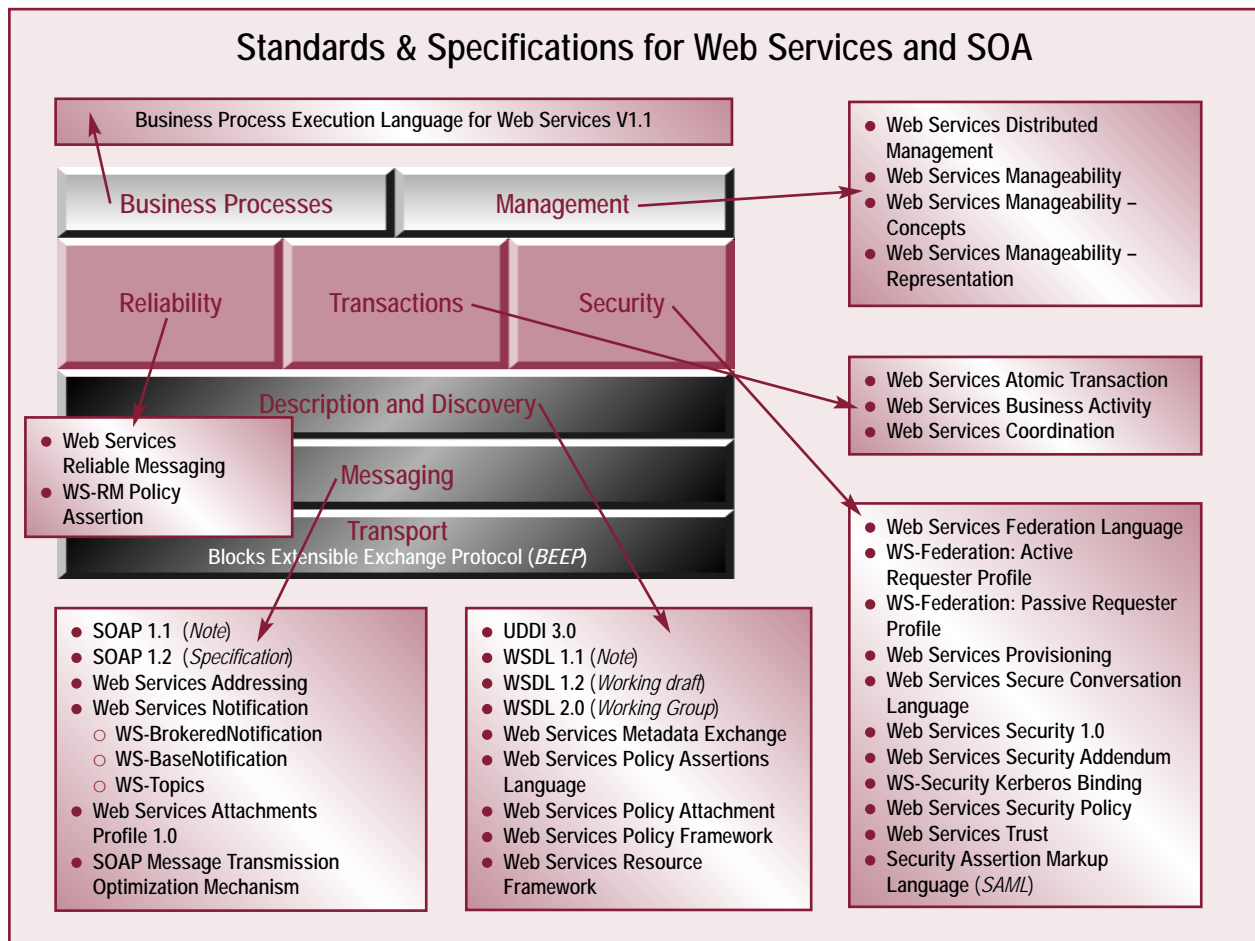 Standards & Specifications for Web Services and SOA
Business Process Execution Language for Web Services V1.1
Business Processes
Management
Reliability
Transactions
Security
Description and Discovery
Messaging
Transport
Blocks Extensible Exchange Protocol (BEEP)
● Web Services
Reliable Messaging
● WS-RM Policy
Assertion
● Web Services Distributed
Management
● Web Services Manageability
● Web Services Manageability –
Concepts
● Web Services Manageability –
Representation
● Web Services Atomic Transaction
● Web Services Business Activity
● Web Services Coordination
● Web Services Federation Language
● WS-Federation: Active
Requester Profile
● WS-Federation: Passive Requester
Profile
● Web Services Provisioning
● Web Services Secure Conversation
Language
● Web Services Security 1.0
● Web Services Security Addendum
● WS-Security Kerberos Binding
● Web Services Security Policy
● Web Services Trust
● Security Assertion Markup
Language (SAML)
● SOAP 1.1 (Note)
● SOAP 1.2 (Specification)
● Web Services Addressing
● Web Services Notification
○ WS-BrokeredNotification
○ WS-BaseNotification
○ WS-Topics
● Web Services Attachments
Profile 1.0
● SOAP Message Transmission
Optimization Mechanism
● UDDI 3.0
● WSDL 1.1 (Note)
● WSDL 1.2 (Working draft)
● WSDL 2.0 (Working Group)
● Web Services Metadata Exchange
● Web Services Policy Assertions
Language
● Web Services Policy Attachment
● Web Services Policy Framework
● Web Services Resource
Framework